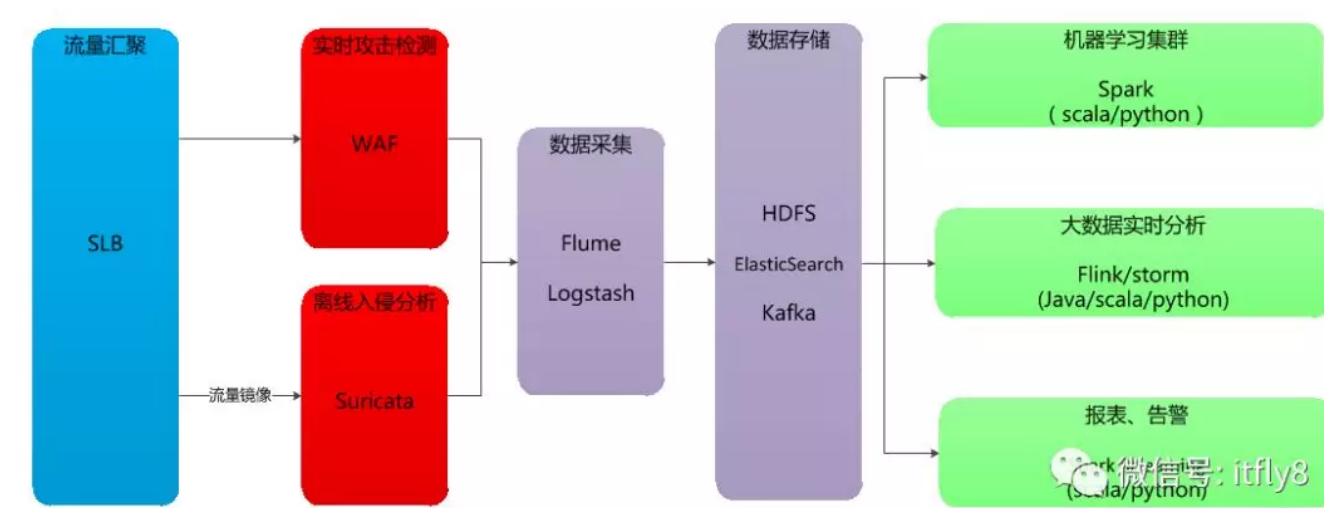 流量汇聚
SLB
实时攻击检测
WAF
离线入侵分析
Suricata
流量镜像
数据采集
Flume
Logstash
数据存储
HDFS
ElasticSearch
Kafka
机器学习集群
Spark
( scala/python )
大数据实时分析
Flink/storm
(Java/scala/python)
报表、告警
(scala/python)
微信号: itfly8